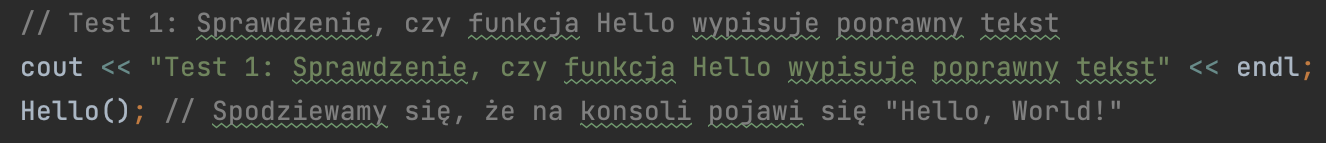 // Test 1: Sprawdzenie, czy funkcja Hello wypisuje poprawny tekst
cout << "Test 1: Sprawdzenie, czy funkcja Hello wypisuje poprawny tekst" << endl;
Hello(); // Spodziewamy się, że na konsoli pojawi się "Hello, World!"